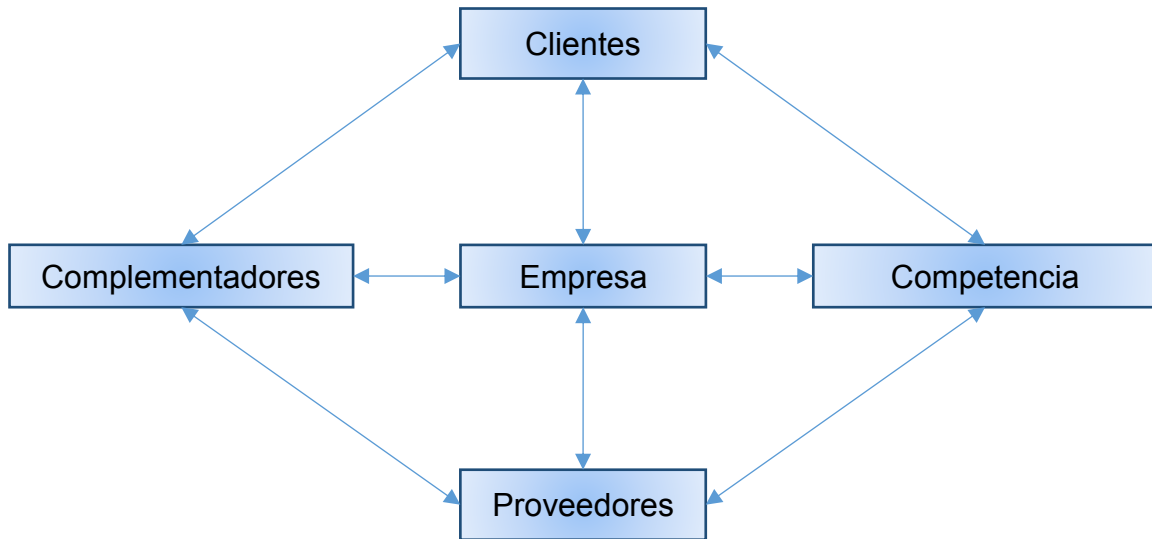 Clientes
Complementadores
Empresa
Competencia
Proveedores